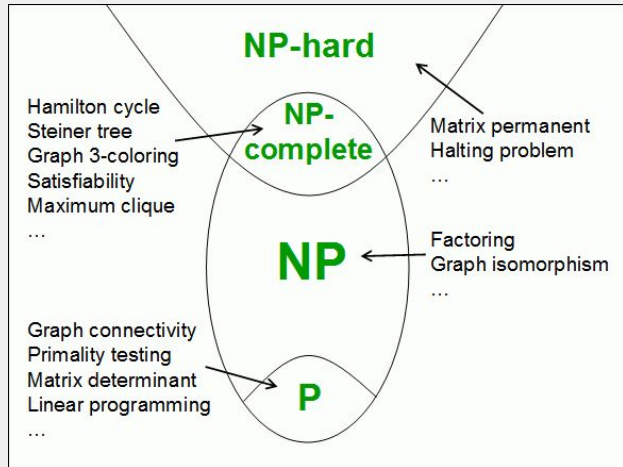 NP-hard
Hamilton cycle
Steiner tree
Graph 3-coloring
Satisfiability
Maximum clique
…
NP-
complete
Matrix permanent
Halting problem
…
NP
Factoring
Graph isomorphism
…
Graph connectivity
Primality testing
Matrix determinant
Linear programming
…
P